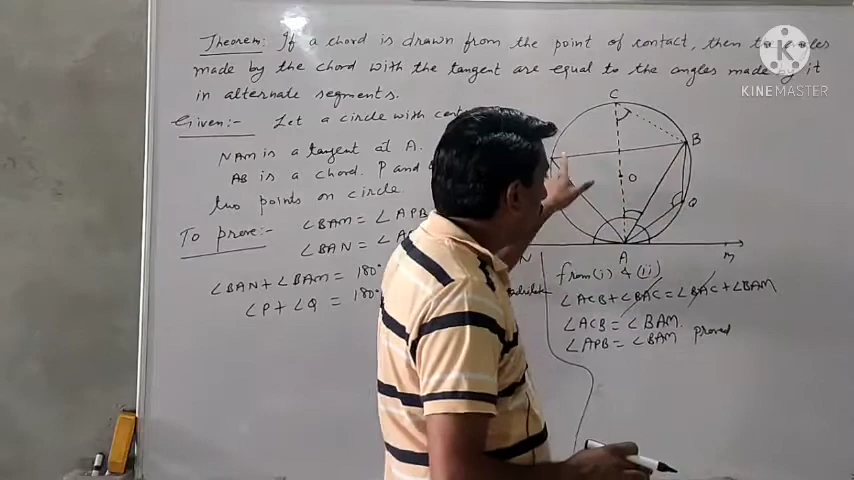 Theorem:- If a chord is drawn from the point of contact, then the angles
made by the chord with the tangent are equal to the angles made by it
in alternate segments.
Given:- Let a circle with
NAM is a tangent at A.
AB is a chord. P and
two points on circle.
To prove:- ∠BAM = ∠APB
∠BAN =
∠BAN + ∠BAM = 180°
∠P + ∠Q = 180°
C
B
O
Q
N
A
M
from (i) & (ii)
∠ACB + ∠BAC = ∠BAC + ∠BAM
∠ACB = ∠BAM.
∠APB = ∠BAM proved
KINEMASTER